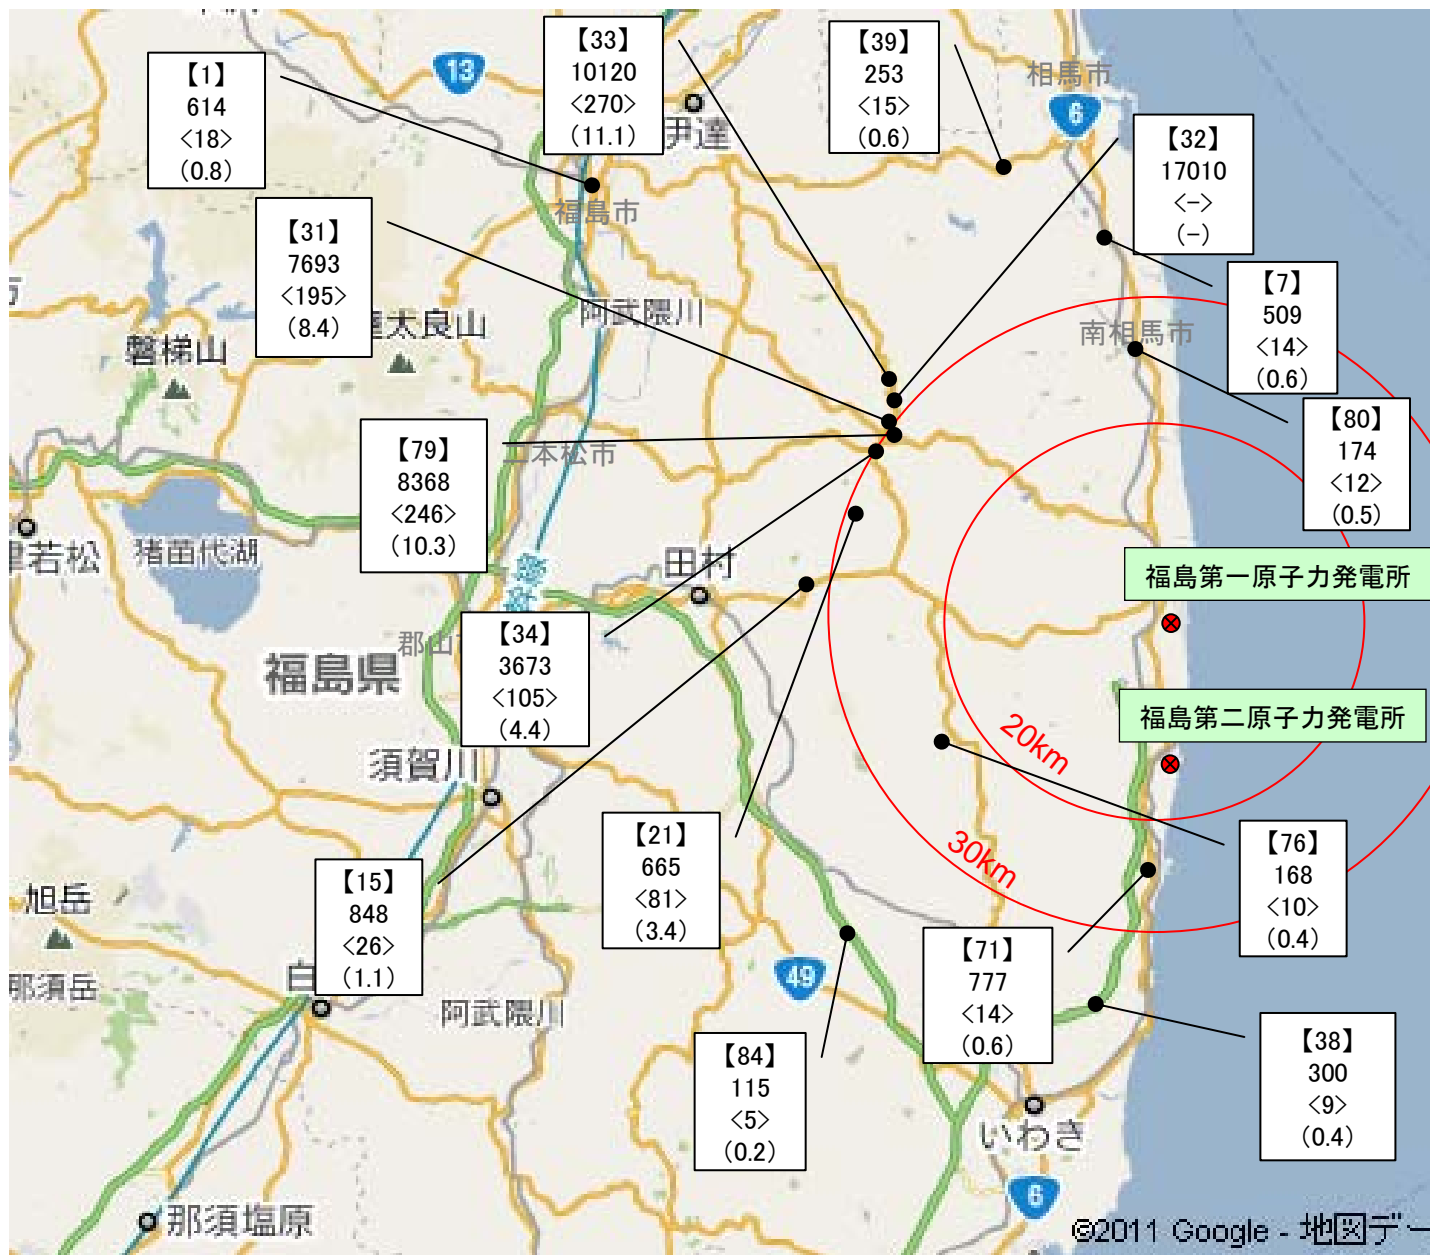 【1】
614
<18>
(0.8)
13
【33】
10120
<270>
(11.1)
伊達
【39】
253
<15>
(0.6)
相馬市
6
【32】
17010
<->
(-)
福島市
【31】
7693
<195>
(8.4)
阿武隈川
太良山
磐梯山
【7】
509
<14>
(0.6)
南相馬市
【80】
174
<12>
(0.5)
【79】
8368
<246>
(10.3)
二本松市
若松
猪苗代湖
田村
福島第一原子力発電所
【34】
3673
<105>
(4.4)
郡山
福島県
福島第二原子力発電所
20km
30km
須賀川
【21】
665
<81>
(3.4)
【76】
168
<10>
(0.4)
【15】
848
<26>
(1.1)
旭岳
那須岳
白
阿武隈川
49
【71】
777
<14>
(0.6)
【84】
115
<5>
(0.2)
【38】
300
<9>
(0.4)
いわき
6
那須塩原
©2011 Google - 地図デー